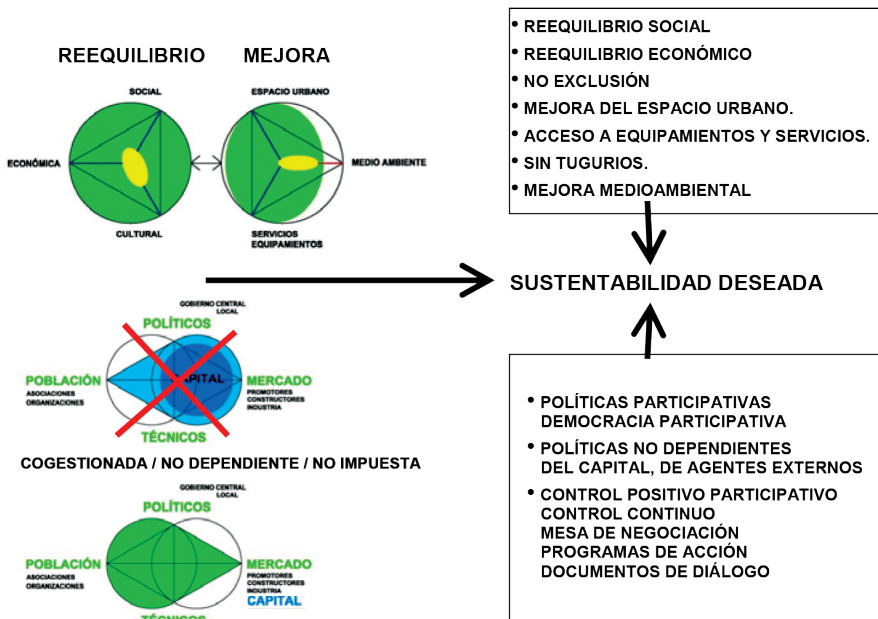 REEQUILIBRIO
MEJORA
SOCIAL
ESPACIO URBANO
ECONÓMICA
MEDIO AMBIENTE
CULTURAL
SERVICIOS
EQUIPAMIENTOS
• REEQUILIBRIO SOCIAL
• REEQUILIBRIO ECONÓMICO
• NO EXCLUSIÓN
• MEJORA DEL ESPACIO URBANO.
• ACCESO A EQUIPAMIENTOS Y SERVICIOS.
• SIN TUGURIOS.
• MEJORA MEDIOAMBIENTAL
SUSTENTABILIDAD DESEADA
GOBIERNO CENTRAL
LOCAL
POLÍTICOS
POBLACIÓN
ASOCIACIONES
ORGANIZACIONES
CAPITAL
MERCADO
PROMOTORES
CONSTRUCTORES
INDUSTRIA
TÉCNICOS
COGESTIONADA / NO DEPENDIENTE / NO IMPUESTA
GOBIERNO CENTRAL
LOCAL
POLÍTICOS
POBLACIÓN
ASOCIACIONES
ORGANIZACIONES
MERCADO
PROMOTORES
CONSTRUCTORES
INDUSTRIA
CAPITAL
TÉCNICOS
• POLÍTICAS PARTICIPATIVAS
DEMOCRACIA PARTICIPATIVA
• POLÍTICAS NO DEPENDIENTES
DEL CAPITAL, DE AGENTES EXTERNOS
• CONTROL POSITIVO PARTICIPATIVO
CONTROL CONTINUO
MESA DE NEGOCIACIÓN
PROGRAMAS DE ACCIÓN
DOCUMENTOS DE DIÁLOGO